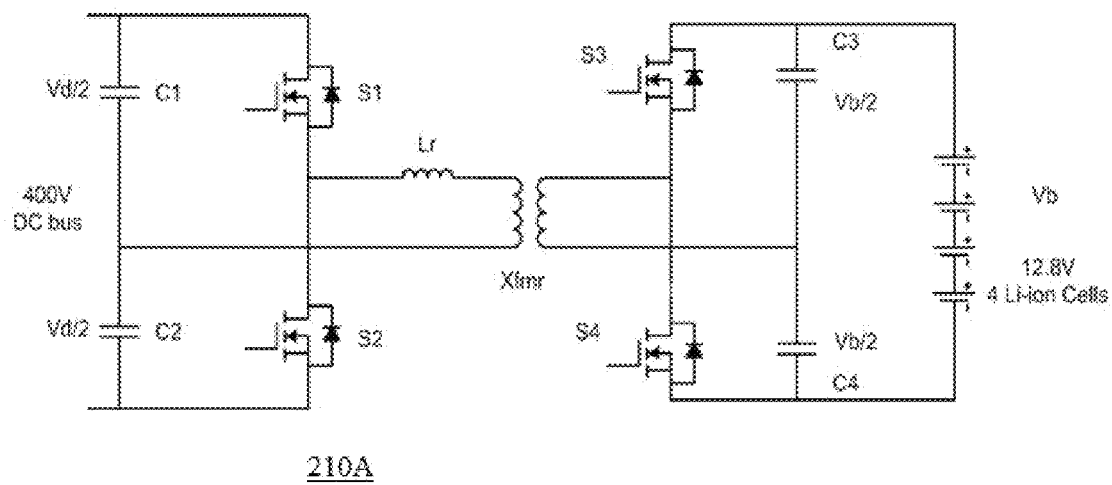 Vd/2
C1
S1
400V
DC bus
Lr
Xfmr
Vd/2
C2
S2
S3
C3
Vb/2
Vb
12.8V
4 Li-ion Cells
S4
Vb/2
C4
210A